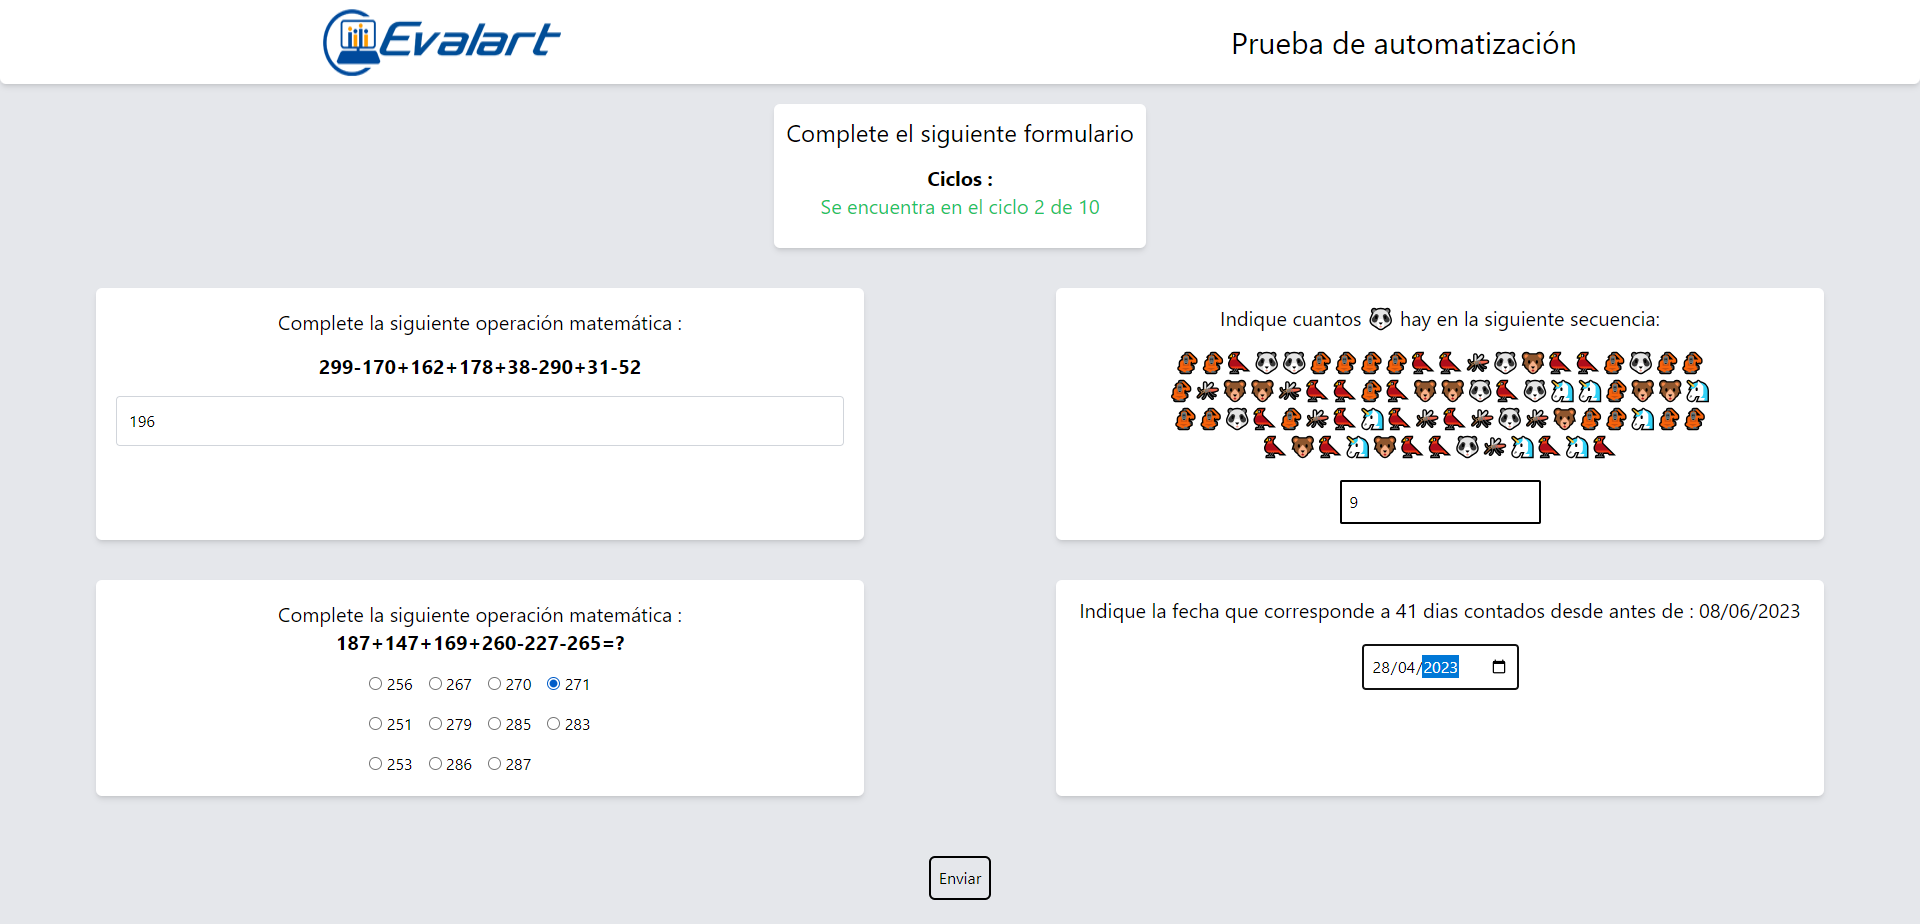 Evalart
Prueba de automatización
Complete el siguiente formulario
Ciclos :
Se encuentra en el ciclo 2 de 10
Complete la siguiente operación matemática :
299-170+162+178+38-290+31-52
196
Indique cuantos 🐼 hay en la siguiente secuencia:
9
Complete la siguiente operación matemática :
187+147+169+260-227-265=?
256 267 270 271
251 279 285 283
253 286 287
Indique la fecha que corresponde a 41 dias contados desde antes de : 08/06/2023
28/04/2023
Enviar